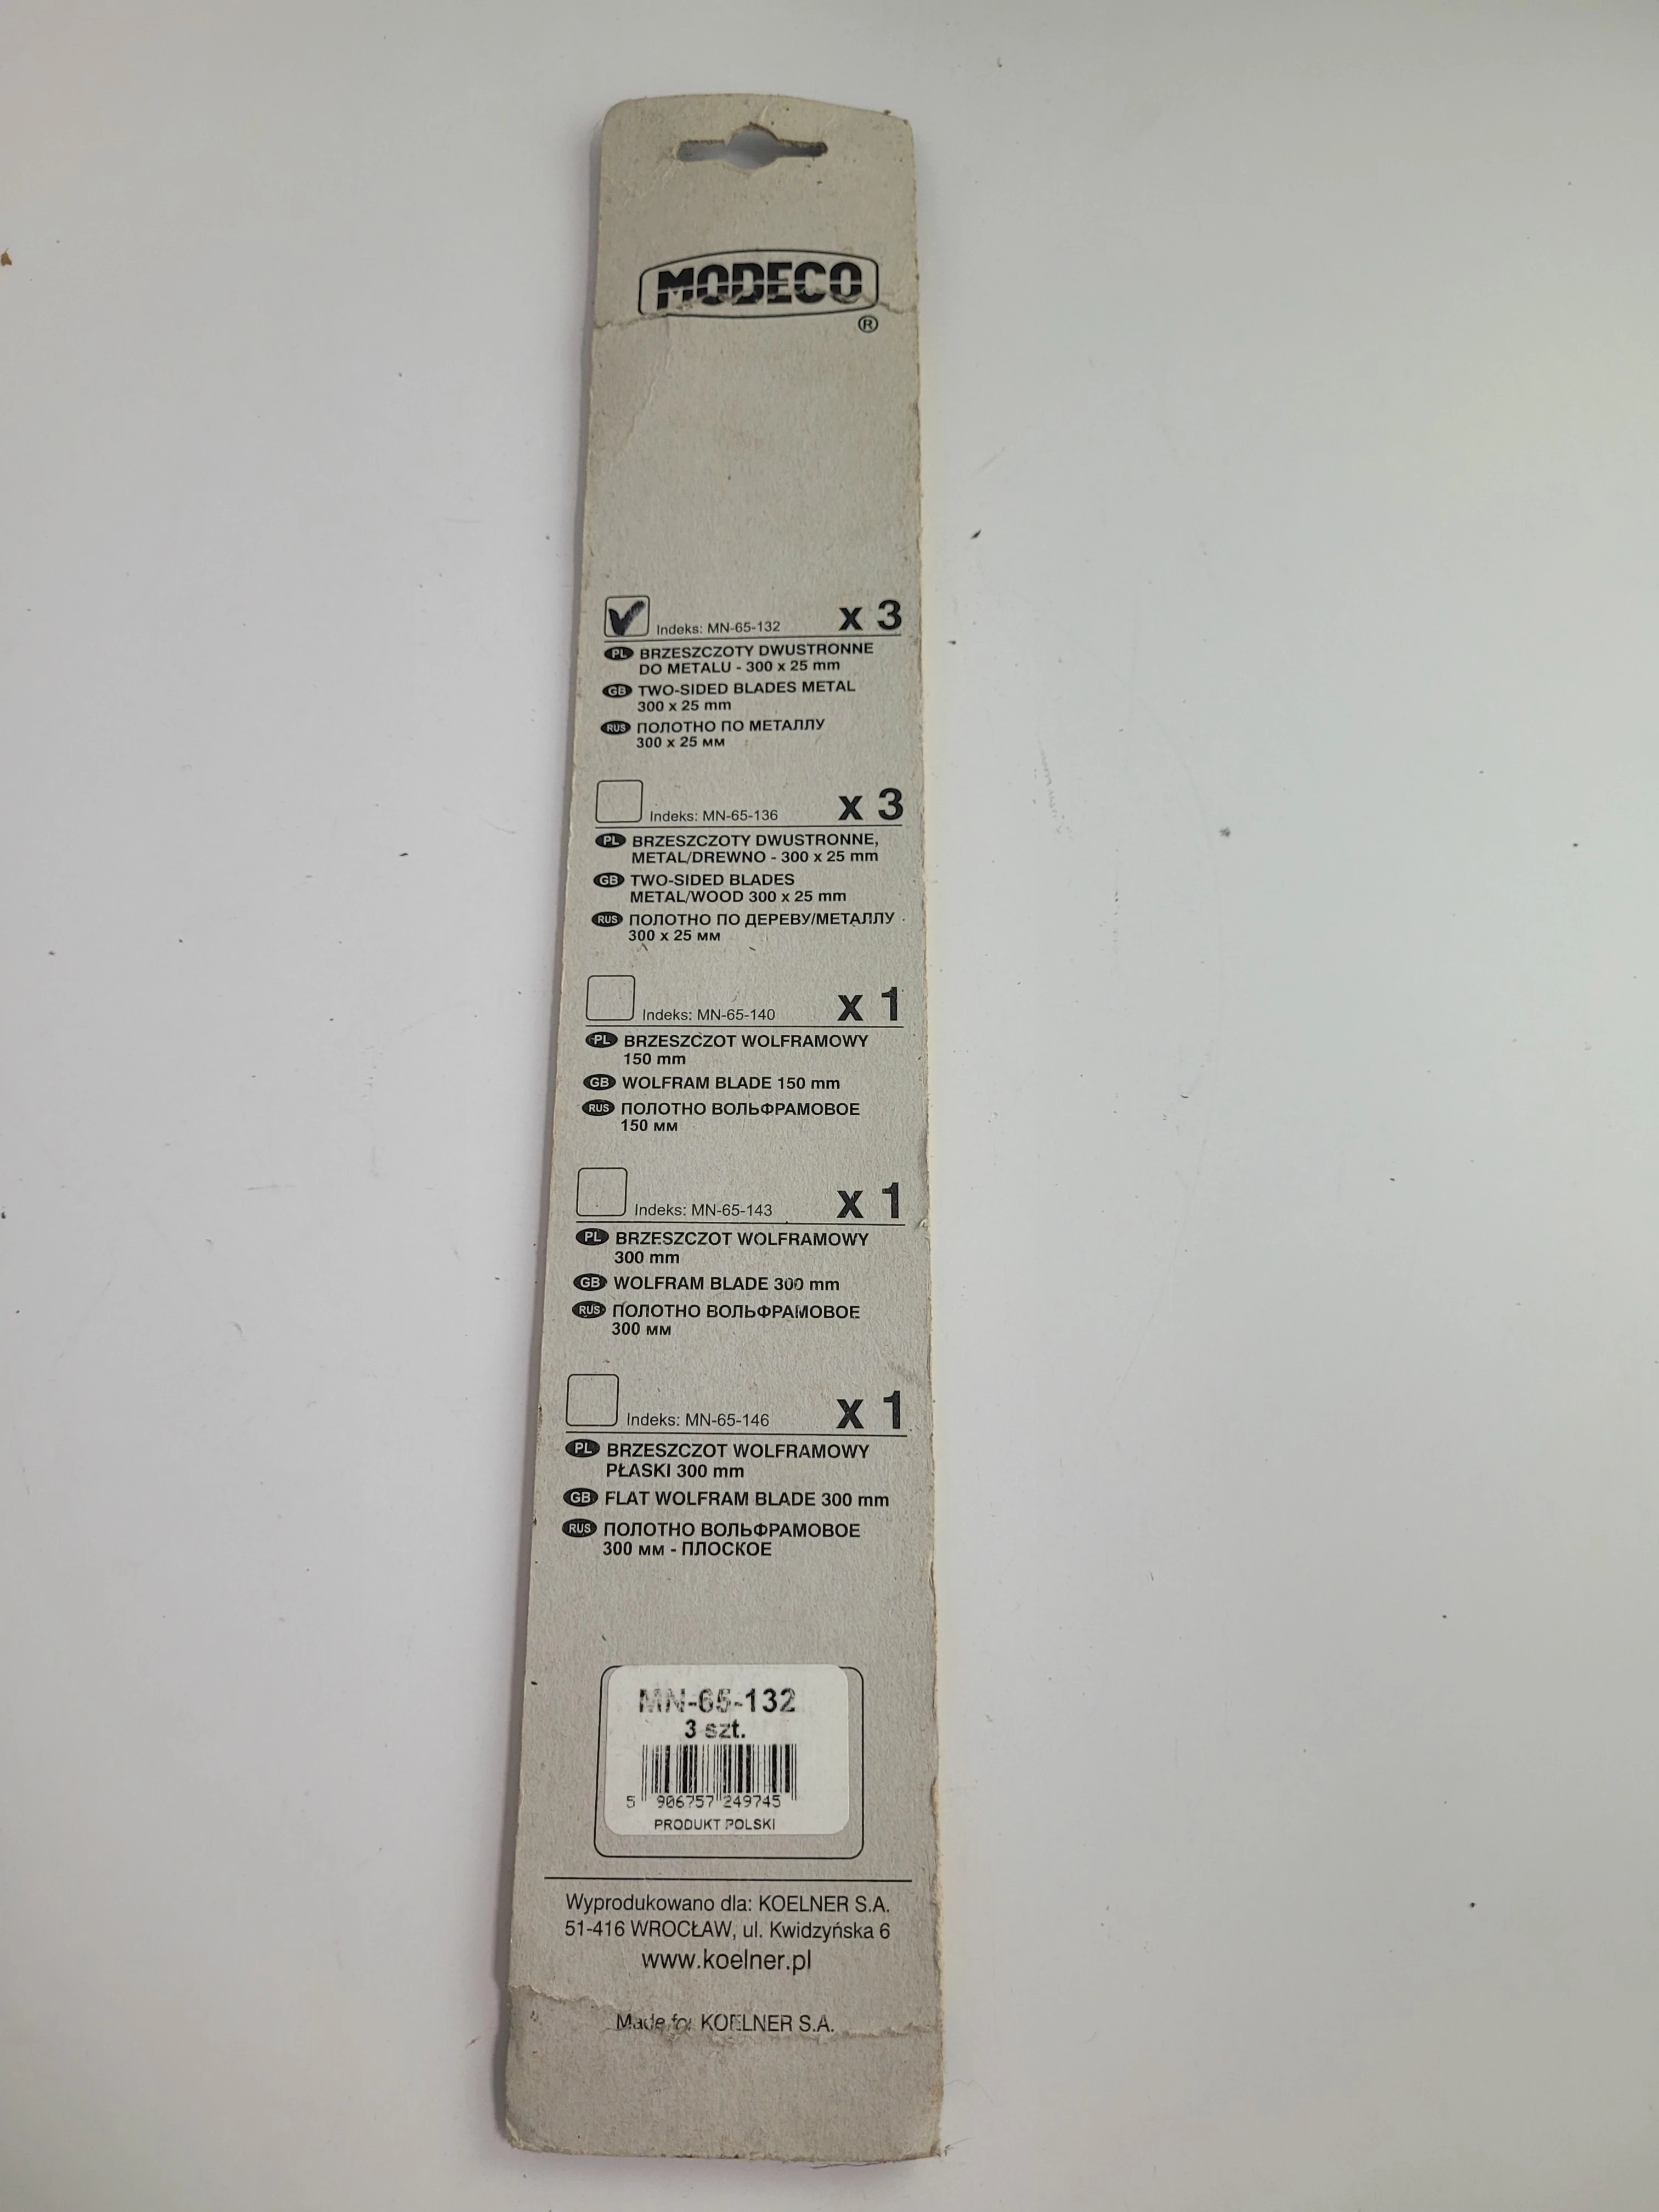 MODECO
®
Indeks: MN-65-132 x 3
PL BRZESZCZOTY DWUSTRONNE
DO METALU - 300 x 25 mm
GB TWO-SIDED BLADES METAL
300 x 25 mm
RUS ПОЛОТНО ПО МЕТАЛЛУ
300 x 25 мм
Indeks: MN-65-136 x 3
PL BRZESZCZOTY DWUSTRONNE,
METAL/DREWNO - 300 x 25 mm
GB TWO-SIDED BLADES
METAL/WOOD 300 x 25 mm
RUS ПОЛОТНО ПО ДЕРЕВУ/МЕТАЛЛУ
300 x 25 мм
Indeks: MN-65-140 x 1
PL BRZESZCZOT WOLFRAMOWY
150 mm
GB WOLFRAM BLADE 150 mm
RUS ПОЛОТНО ВОЛЬФРАМОВОЕ
150 мм
Indeks: MN-65-143 x 1
PL BRZESZCZOT WOLFRAMOWY
300 mm
GB WOLFRAM BLADE 300 mm
RUS ПОЛОТНО ВОЛЬФРАМОВОЕ
300 мм
Indeks: MN-65-146 x 1
PL BRZESZCZOT WOLFRAMOWY
PŁASKI 300 mm
GB FLAT WOLFRAM BLADE 300 mm
RUS ПОЛОТНО ВОЛЬФРАМОВОЕ
300 мм - ПЛОСКОЕ
MN-65-132
3 szt.
5 906757 249745
PRODUKT POLSKI
Wyprodukowano dla: KOELNER S.A.
51-416 WROCŁAW, ul. Kwidzyńska 6
www.koelner.pl
Made for KOELNER S.A.